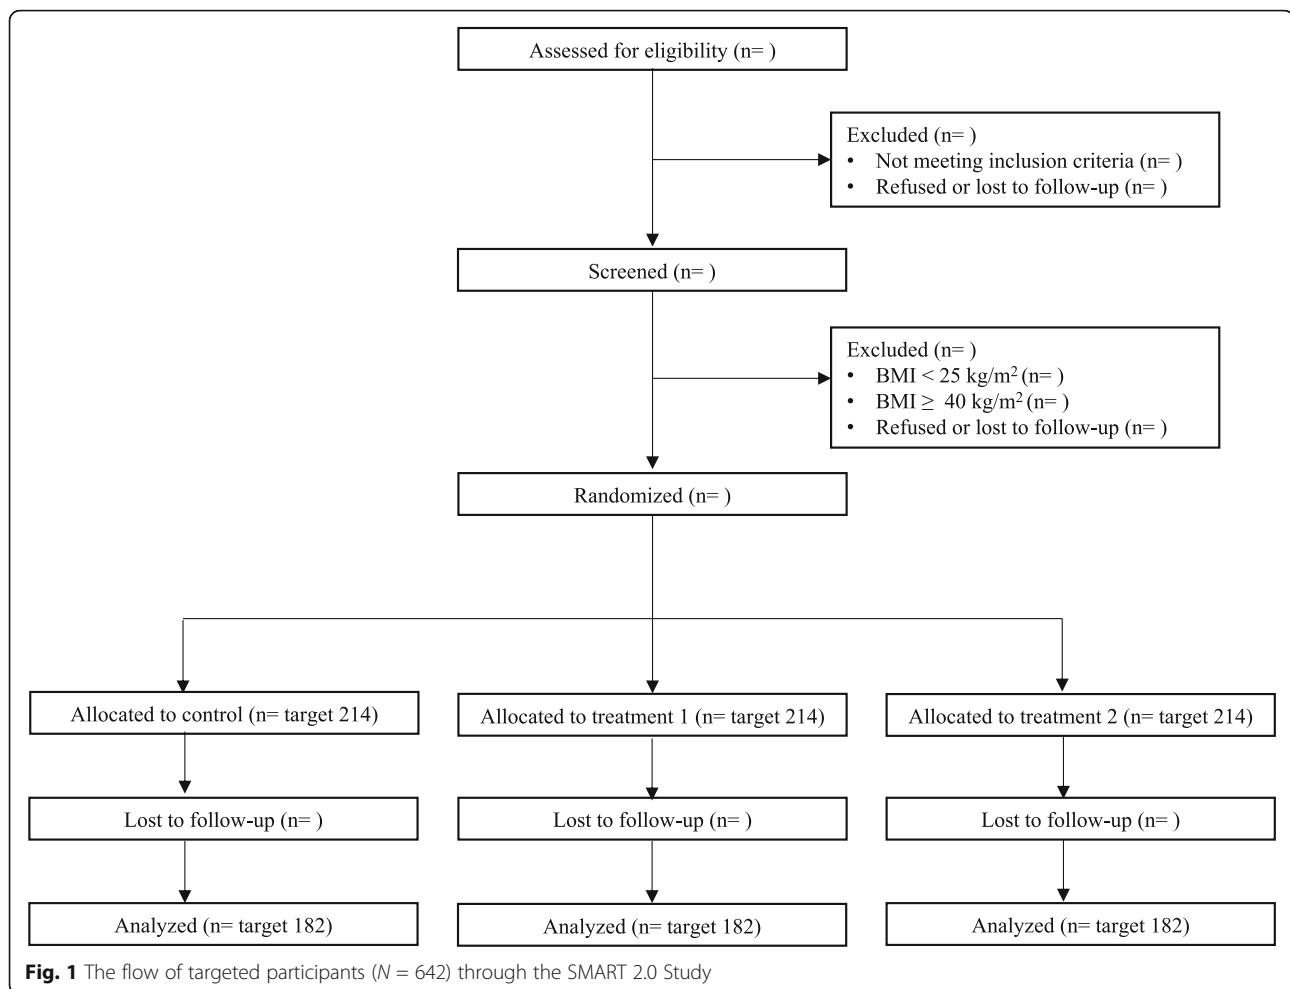 Assessed for eligibility (n= )
Excluded (n= )
• Not meeting inclusion criteria (n= )
• Refused or lost to follow-up (n= )
Screened (n= )
Excluded (n= )
• BMI < 25 kg/m² (n= )
• BMI ≥ 40 kg/m² (n= )
• Refused or lost to follow-up (n= )
Randomized (n= )
Allocated to control (n= target 214)
Allocated to treatment 1 (n= target 214)
Allocated to treatment 2 (n= target 214)
Lost to follow-up (n= )
Lost to follow-up (n= )
Lost to follow-up (n= )
Analyzed (n= target 182)
Analyzed (n= target 182)
Analyzed (n= target 182)
Fig. 1 The flow of targeted participants (N = 642) through the SMART 2.0 Study